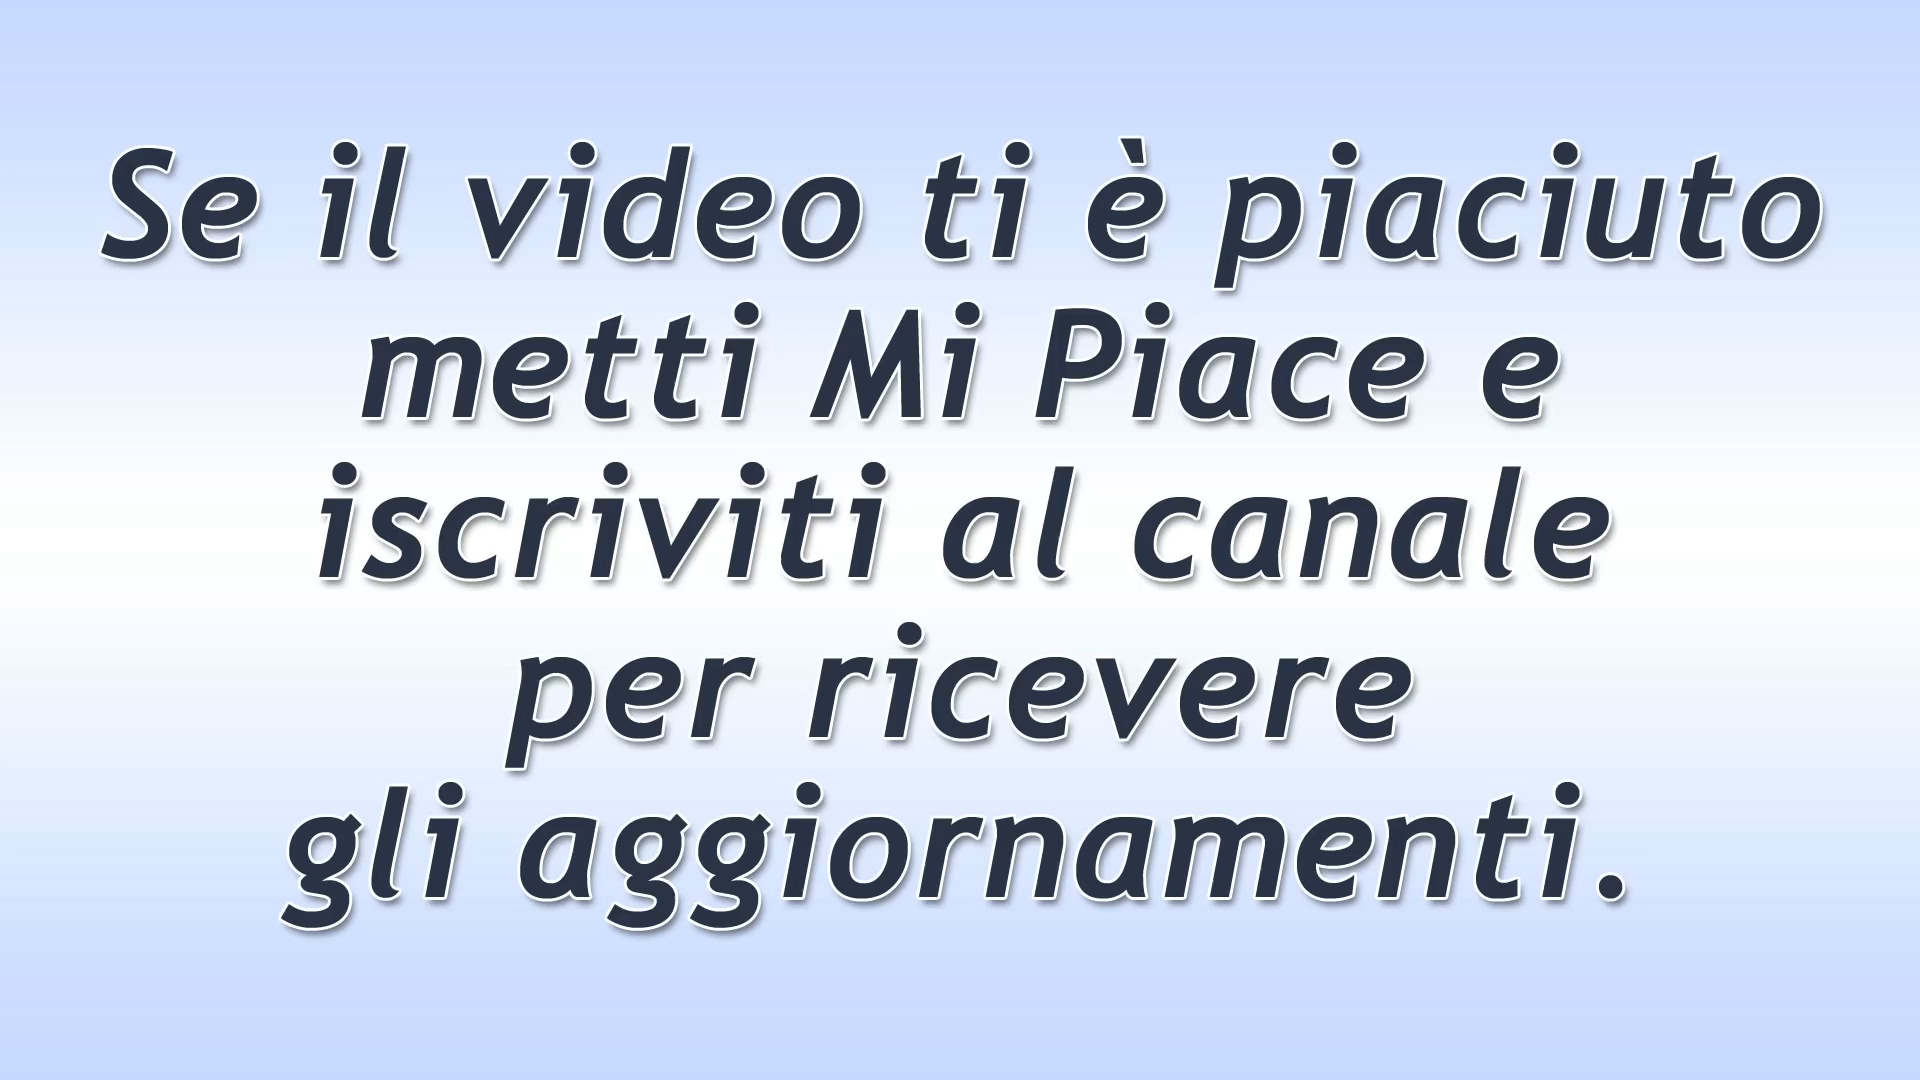 Se il video ti è piaciuto
metti Mi Piace e
iscriviti al canale
per ricevere
gli aggiornamenti.